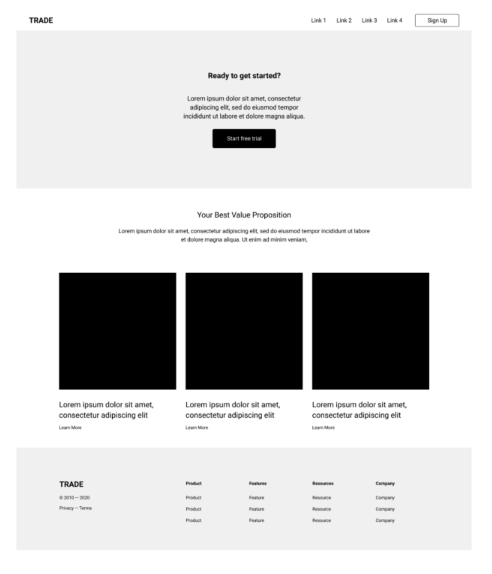 TRADE
Link 1 Link 2 Link 3 Link 4 Sign Up
Ready to get started?
Lorem ipsum dolor sit amet, consectetur
adipiscing elit, sed do eiusmod tempor
incididunt ut labore et dolore magna aliqua.
Start free trial
Your Best Value Proposition
Lorem ipsum dolor sit amet, consectetur adipiscing elit, sed do eiusmod tempor incididunt ut labore
et dolore magna aliqua. Ut enim ad minim veniam,
Lorem ipsum dolor sit amet,
consectetur adipiscing elit
Learn More
Lorem ipsum dolor sit amet,
consectetur adipiscing elit
Learn More
Lorem ipsum dolor sit amet,
consectetur adipiscing elit
Learn More
TRADE
© 2010 — 2020
Privacy — Terms
Product
Product
Product
Product
Features
Feature
Feature
Feature
Resources
Resource
Resource
Resource
Company
Company
Company
Company